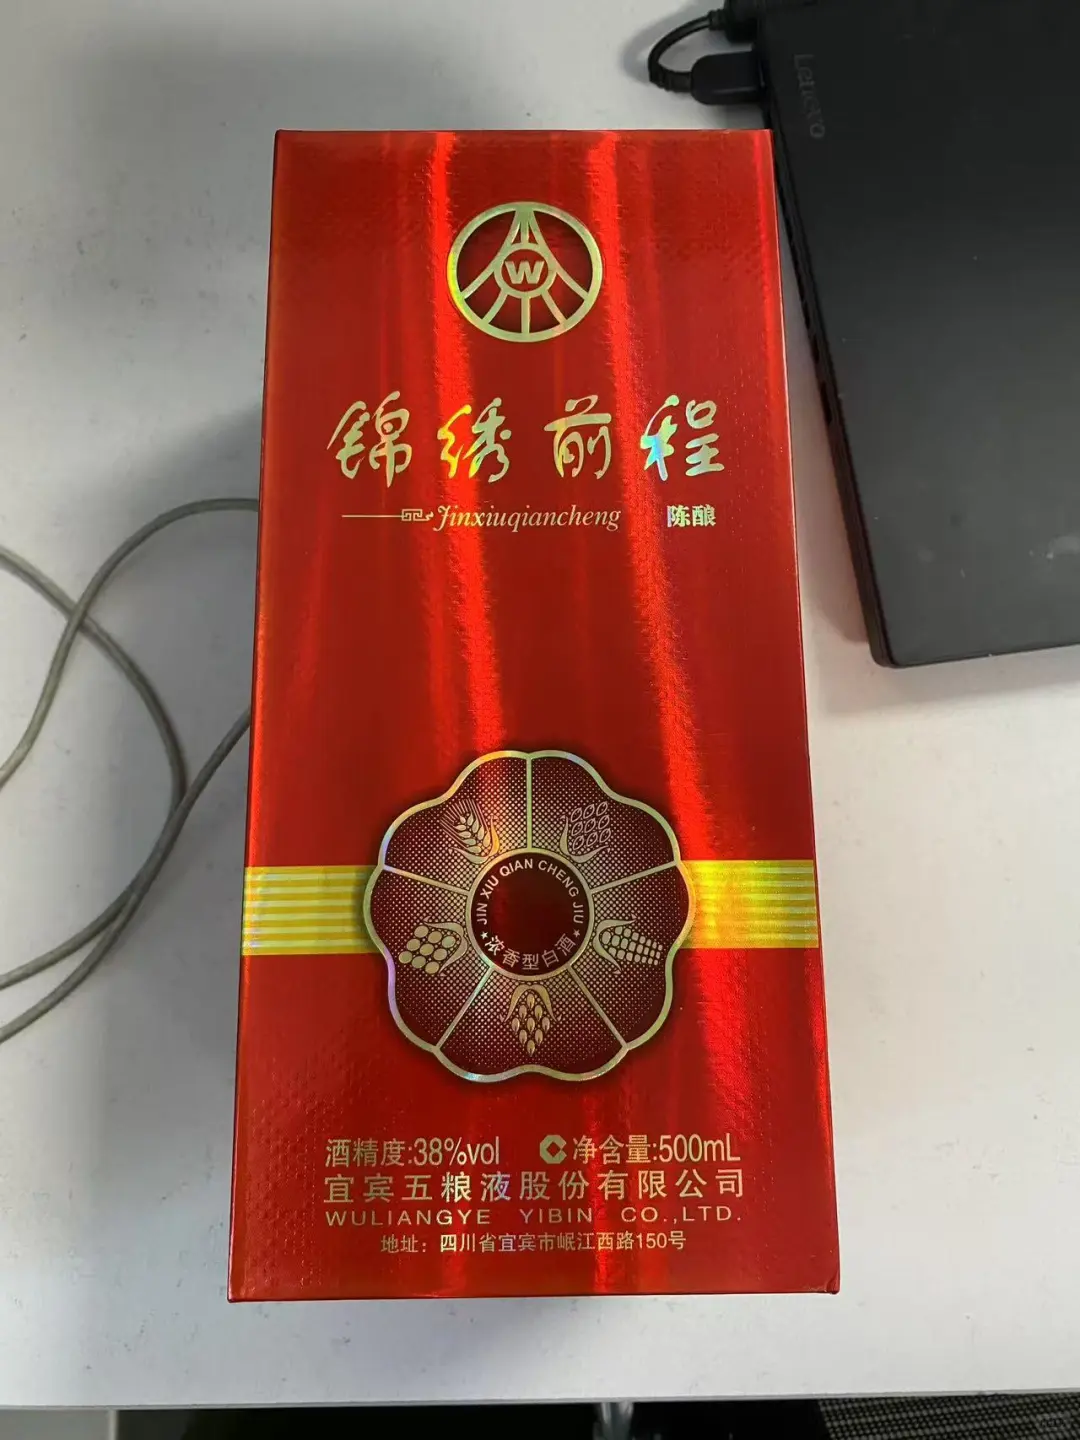 Lenovo
W
锦绣前程
Jinxiuqiancheng 陈酿
JIN XIU QIAN CHENG JIU
★浓香型白酒★
酒精度:38%vol 净含量:500mL
宜宾五粮液股份有限公司
WULIANGYE YIBIN CO.,LTD.
地址：四川省宜宾市岷江西路150号